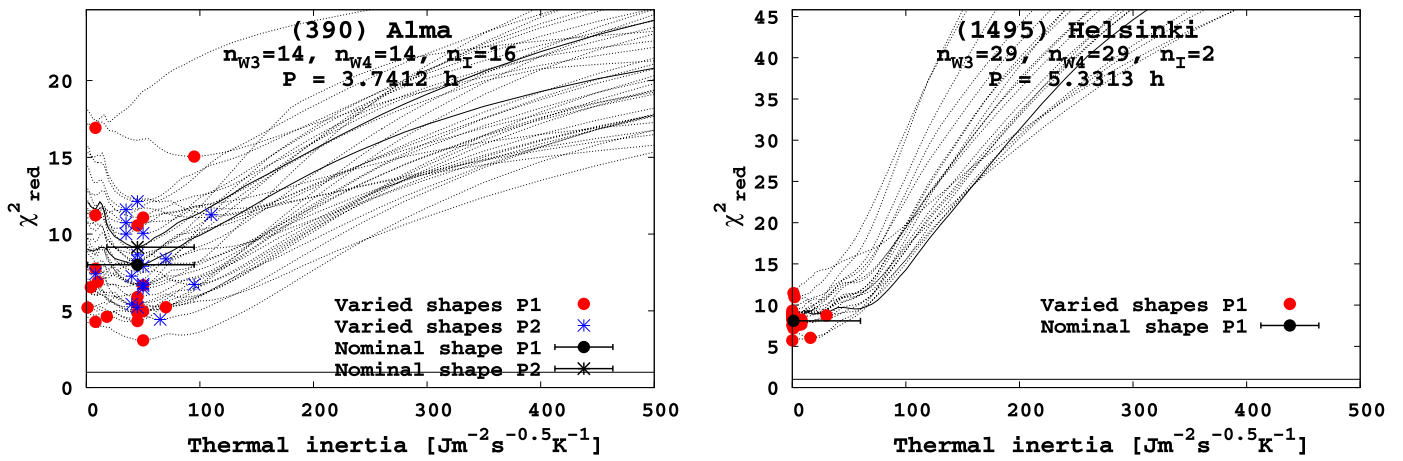 (390) Alma
n_W3=14, n_W4=14, n_I=16
P = 3.7412 h
20
15
10
5
0
χ²_red
Varied shapes P1
Varied shapes P2
Nominal shape P1
Nominal shape P2
0 100 200 300 400 500
Thermal inertia [Jm⁻²s⁻⁰·⁵K⁻¹]
(1495) Helsinki
n_W3=29, n_W4=29, n_I=2
P = 5.3313 h
45
40
35
30
25
20
15
10
5
0
χ²_red
Varied shapes P1
Nominal shape P1
0 100 200 300 400 500
Thermal inertia [Jm⁻²s⁻⁰·⁵K⁻¹]